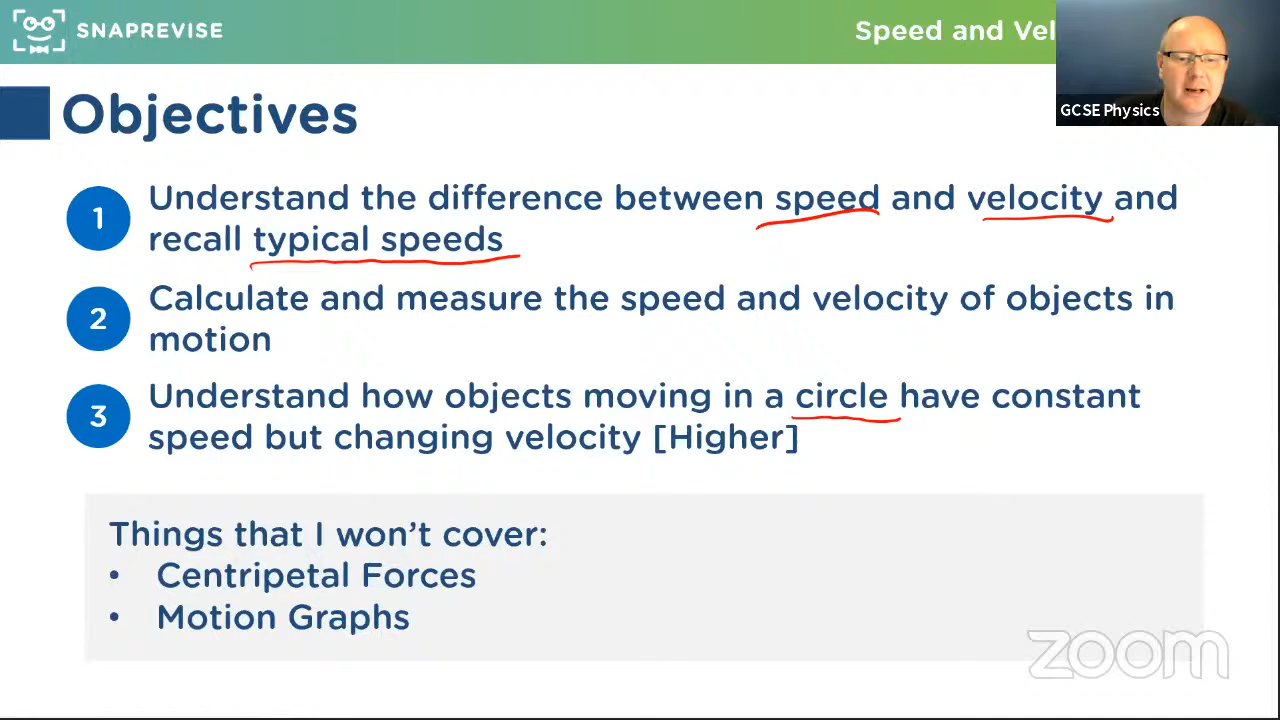 SNAPREVISE
Speed and Vel
GCSE Physics
Objectives
1
Understand the difference between speed and velocity and
recall typical speeds
2
Calculate and measure the speed and velocity of objects in
motion
3
Understand how objects moving in a circle have constant
speed but changing velocity [Higher]
Things that I won’t cover:
• Centripetal Forces
• Motion Graphs
zoom